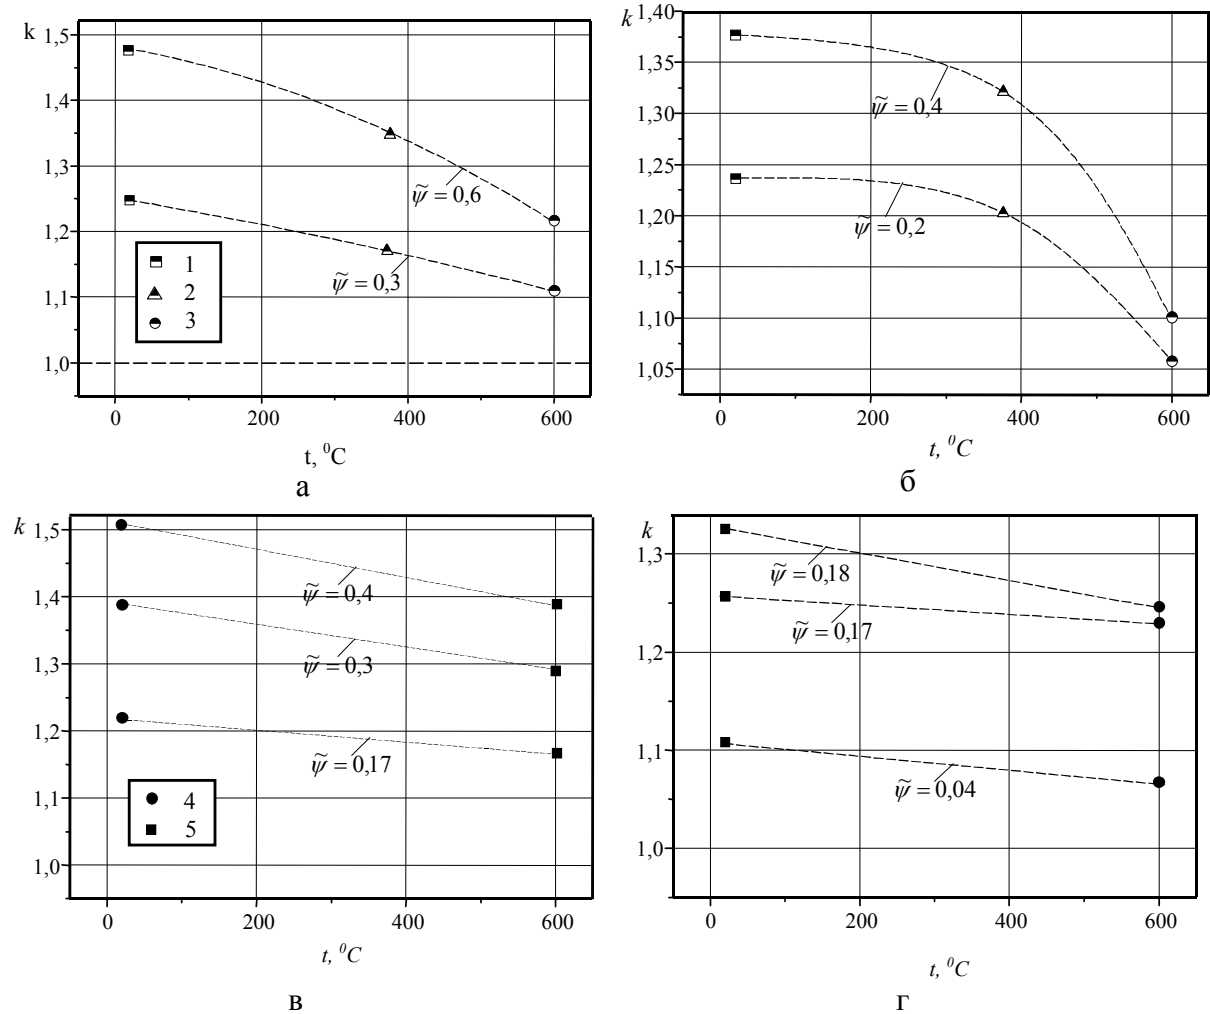 k
1,5
1,4
1,3
1,2
1,1
1,0
ψ̃ = 0,6
ψ̃ = 0,3
1
2
3
0 200 400 600
t, ⁰C
а
k
1,40
1,35
1,30
1,25
1,20
1,15
1,10
1,05
ψ̃ = 0,4
ψ̃ = 0,2
0 200 400 600
t, ⁰C
б
k
1,5
1,4
1,3
1,2
1,1
1,0
ψ̃ = 0,4
ψ̃ = 0,3
ψ̃ = 0,17
4
5
0 200 400 600
t, ⁰C
в
k
1,3
1,2
1,1
1,0
ψ̃ = 0,18
ψ̃ = 0,17
ψ̃ = 0,04
0 200 400 600
t, ⁰C
г